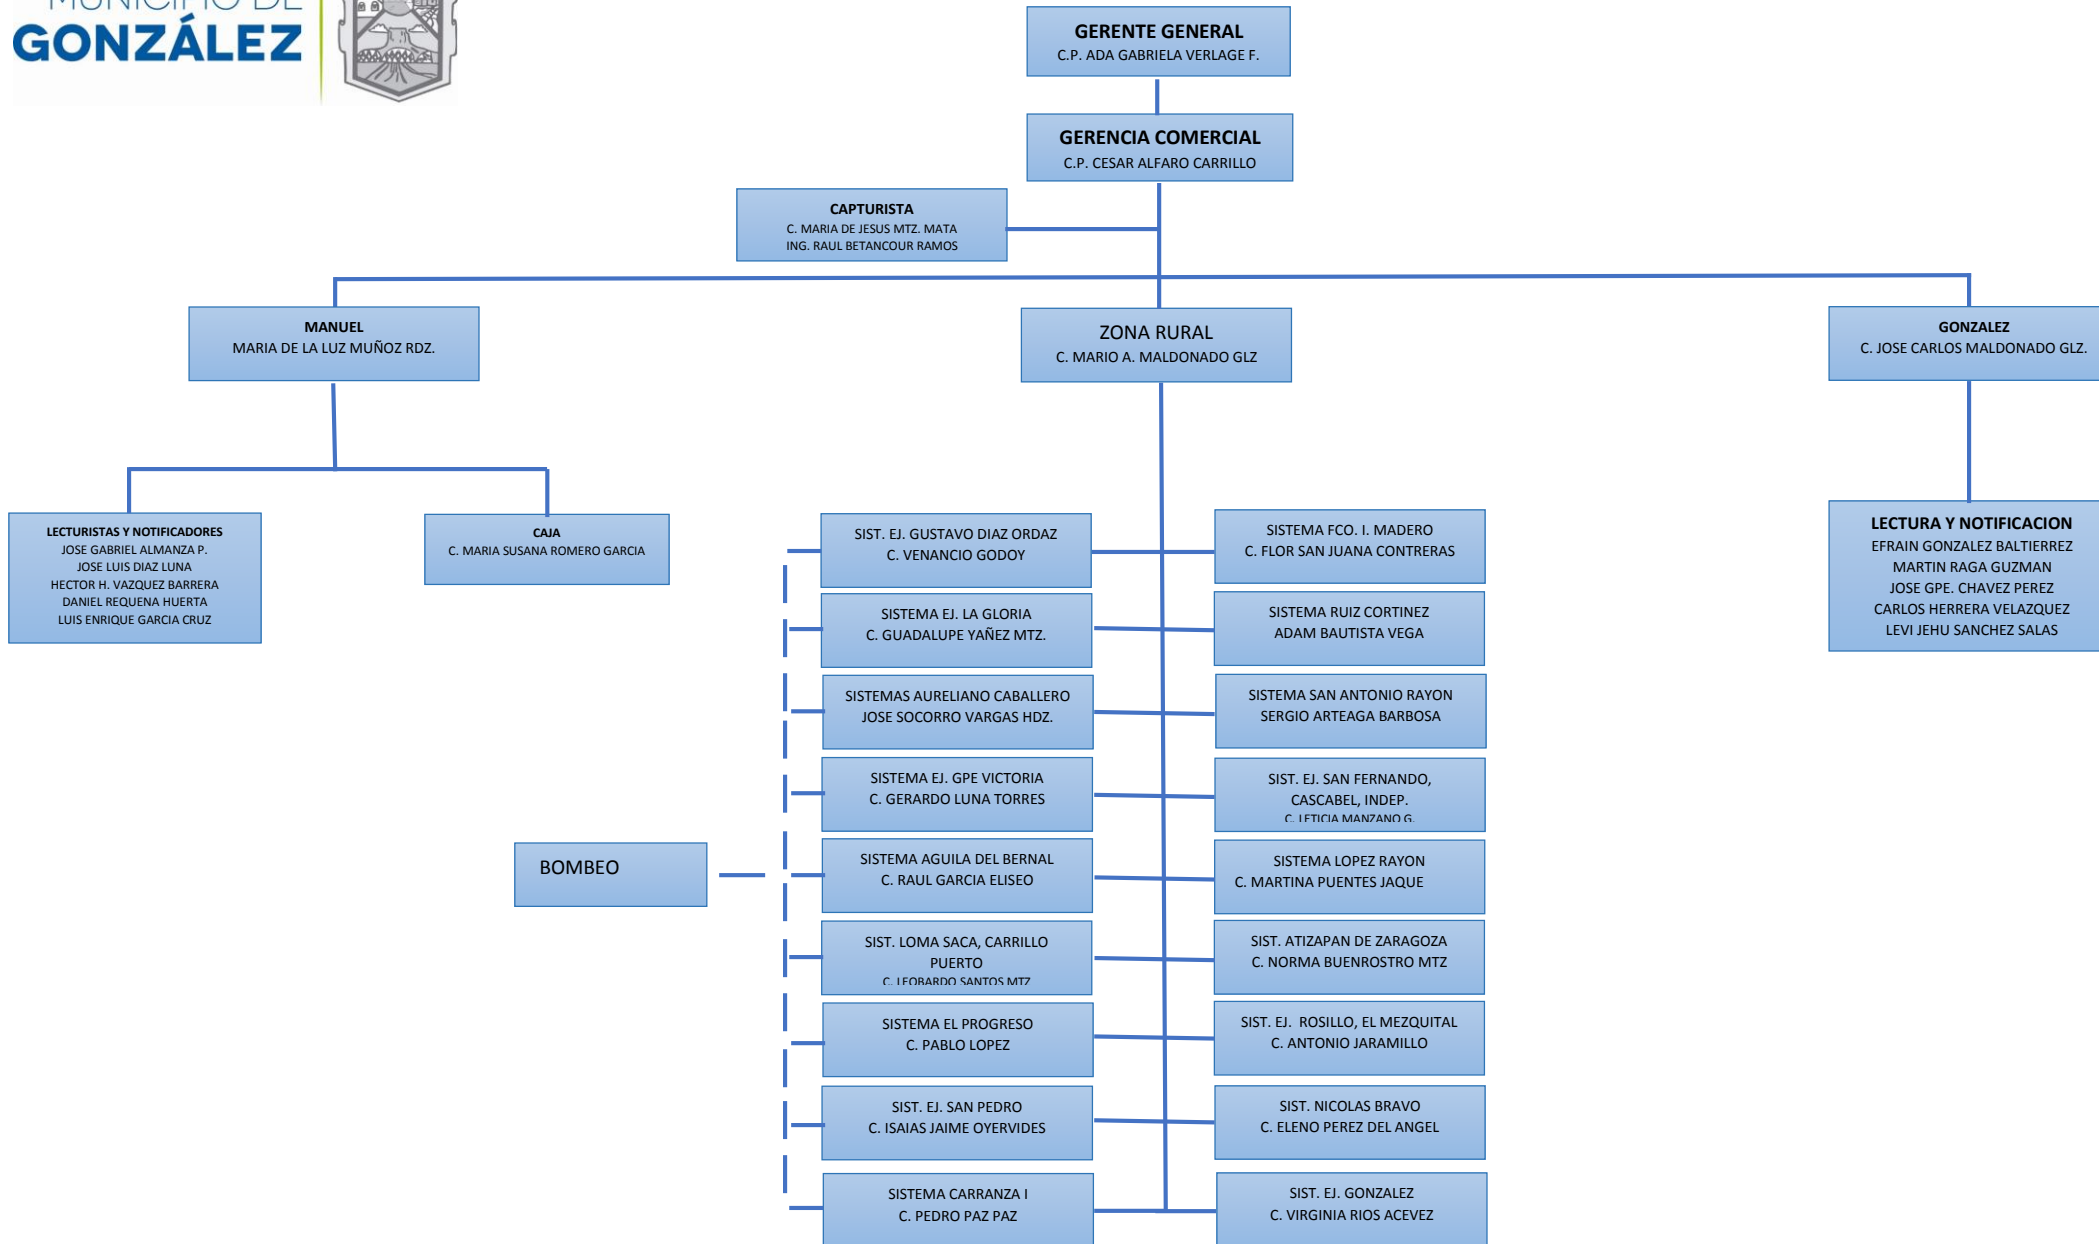 MUNICIPIO DE
GONZÁLEZ
GERENTE GENERAL
C.P. ADA GABRIELA VERLAGE F.
GERENCIA COMERCIAL
C.P. CESAR ALFARO CARRILLO
CAPTURISTA
C. MARIA DE JESUS MTZ. MATA
ING. RAUL BETANCOUR RAMOS
MANUEL
MARIA DE LA LUZ MUÑOZ RDZ.
ZONA RURAL
C. MARIO A. MALDONADO GLZ
GONZALEZ
C. JOSE CARLOS MALDONADO GLZ.
LECTURISTAS Y NOTIFICADORES
JOSE GABRIEL ALMANZA P.
JOSE LUIS DIAZ LUNA
HECTOR H. VAZQUEZ BARRERA
DANIEL REQUENA HUERTA
LUIS ENRIQUE GARCIA CRUZ
CAJA
C. MARIA SUSANA ROMERO GARCIA
SIST. EJ. GUSTAVO DIAZ ORDAZ
C. VENANCIO GODOY
SISTEMA FCO. I. MADERO
C. FLOR SAN JUANA CONTRERAS
LECTURA Y NOTIFICACION
EFRAIN GONZALEZ BALTIERREZ
MARTIN RAGA GUZMAN
JOSE GPE. CHAVEZ PEREZ
CARLOS HERRERA VELAZQUEZ
LEVI JEHU SANCHEZ SALAS
SISTEMA EJ. LA GLORIA
C. GUADALUPE YAÑEZ MTZ.
SISTEMA RUIZ CORTINEZ
ADAM BAUTISTA VEGA
SISTEMAS AURELIANO CABALLERO
JOSE SOCORRO VARGAS HDZ.
SISTEMA SAN ANTONIO RAYON
SERGIO ARTEAGA BARBOSA
SISTEMA EJ. GPE VICTORIA
C. GERARDO LUNA TORRES
SIST. EJ. SAN FERNANDO,
CASCABEL, INDEP.
C. LETICIA MANZANO G.
BOMBEO
SISTEMA AGUILA DEL BERNAL
C. RAUL GARCIA ELISEO
SISTEMA LOPEZ RAYON
C. MARTINA PUENTES JAQUE
SIST. LOMA SACA, CARRILLO
PUERTO
C. LEOBARDO SANTOS MTZ
SIST. ATIZAPAN DE ZARAGOZA
C. NORMA BUENROSTRO MTZ
SISTEMA EL PROGRESO
C. PABLO LOPEZ
SIST. EJ.  ROSILLO, EL MEZQUITAL
C. ANTONIO JARAMILLO
SIST. EJ. SAN PEDRO
C. ISAIAS JAIME OYERVIDES
SIST. NICOLAS BRAVO
C. ELENO PEREZ DEL ANGEL
SISTEMA CARRANZA I
C. PEDRO PAZ PAZ
SIST. EJ. GONZALEZ
C. VIRGINIA RIOS ACEVEZ